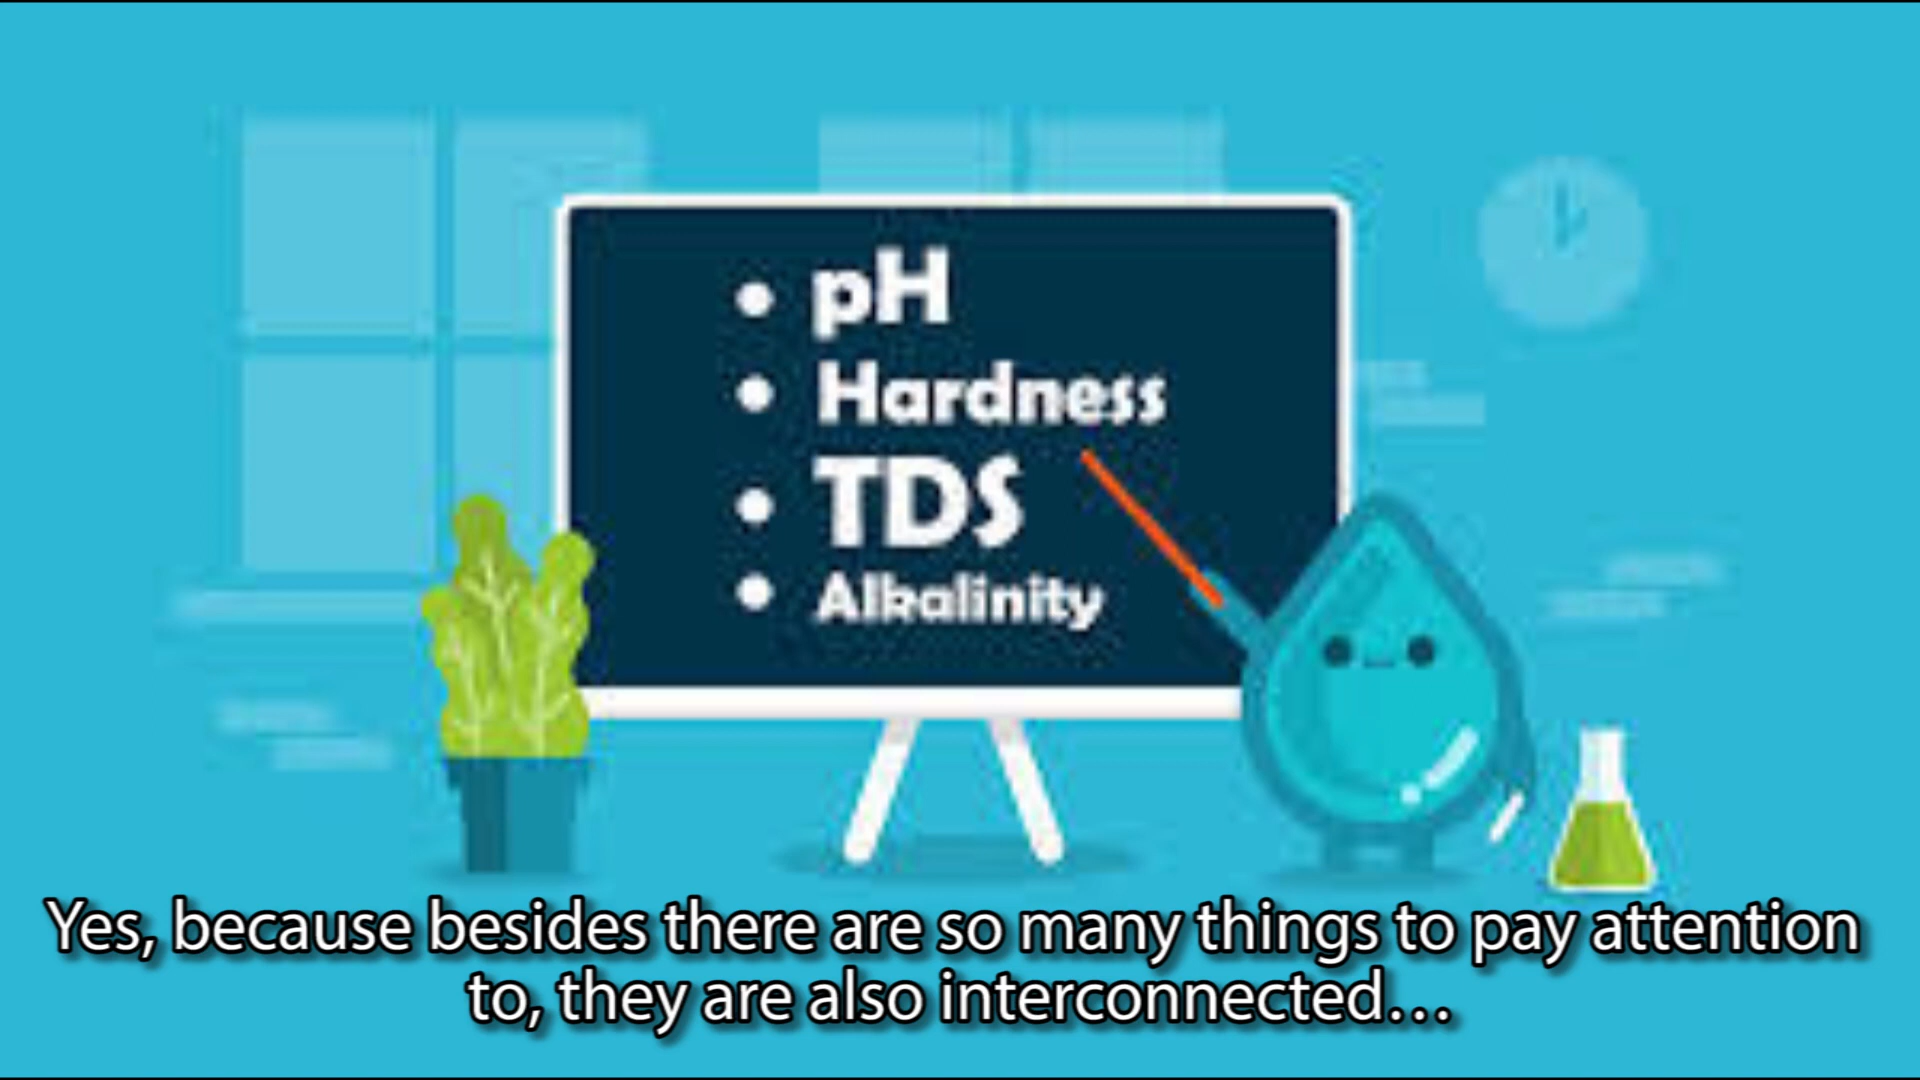 • pH
• Hardness
• TDS
• Alkalinity
Yes, because besides there are so many things to pay attention
to, they are also interconnected...